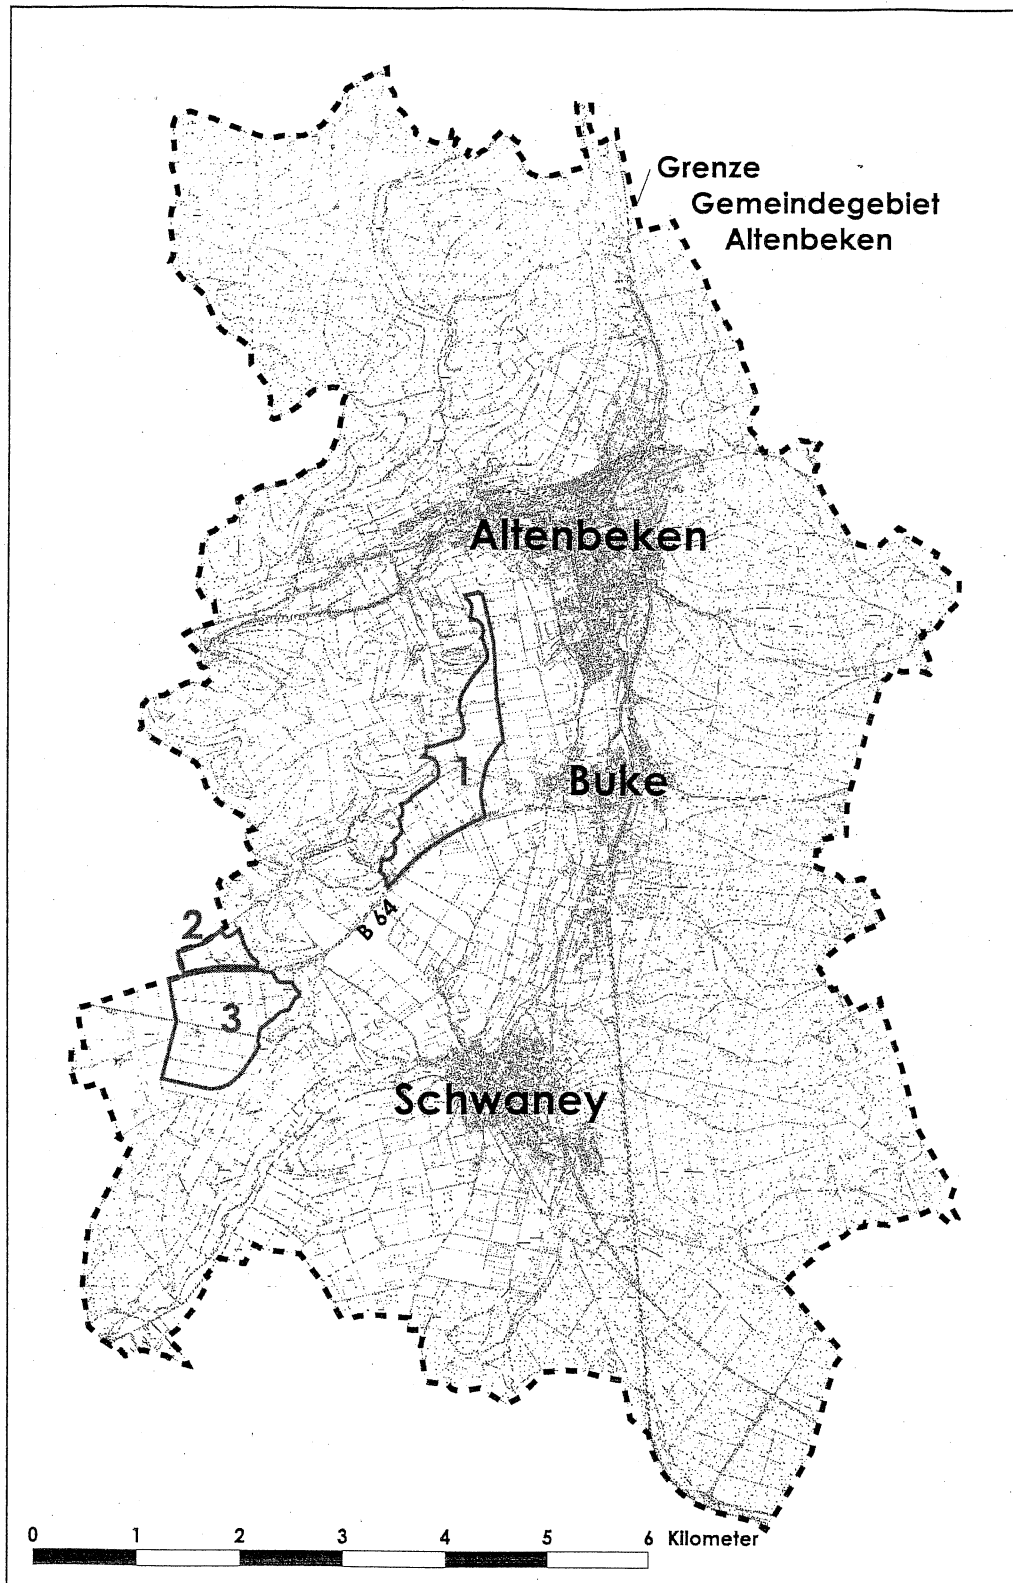 Grenze
Gemeindegebiet
Altenbeken
Altenbeken
1
Buke
B 64
2
3
Schwaney
0 1 2 3 4 5 6 Kilometer